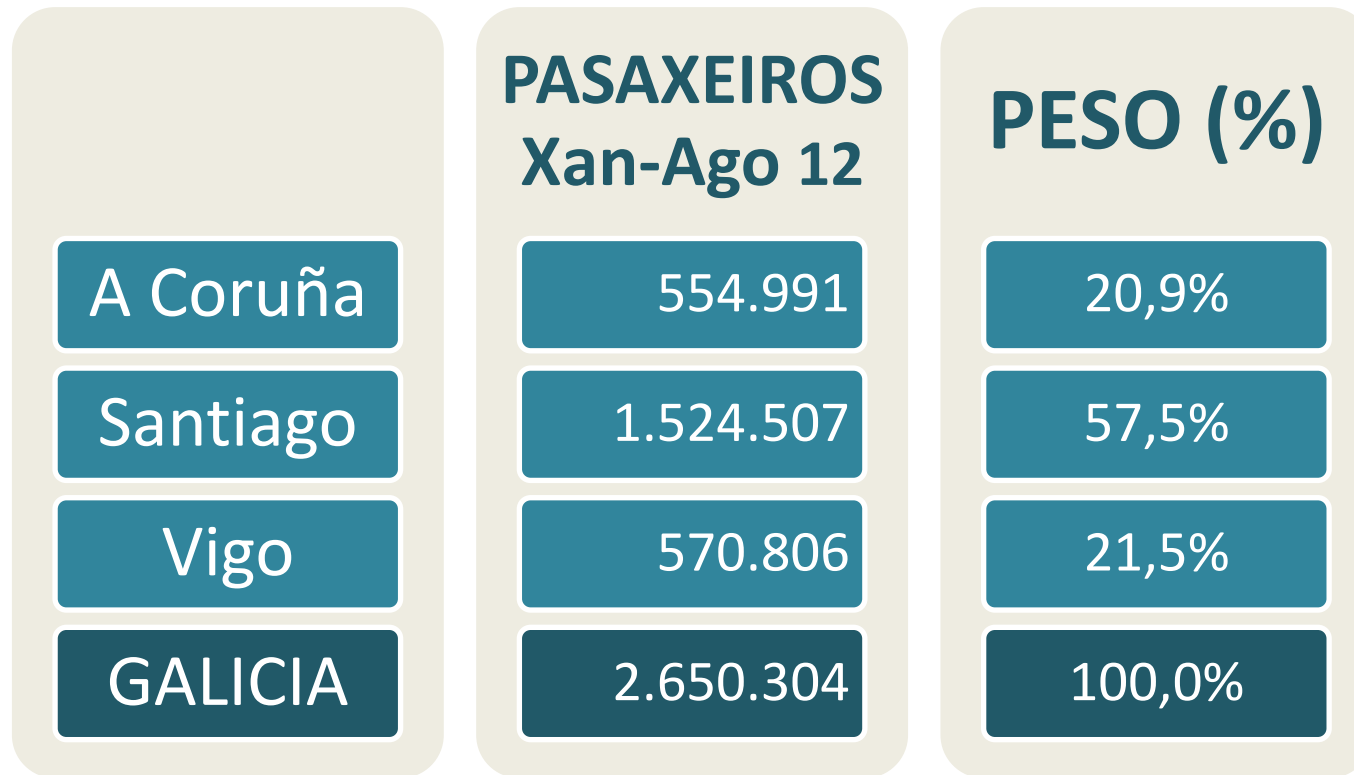 PASAXEIROS
Xan-Ago 12
PESO (%)
A Coruña 554.991 20,9%
Santiago 1.524.507 57,5%
Vigo 570.806 21,5%
GALICIA 2.650.304 100,0%